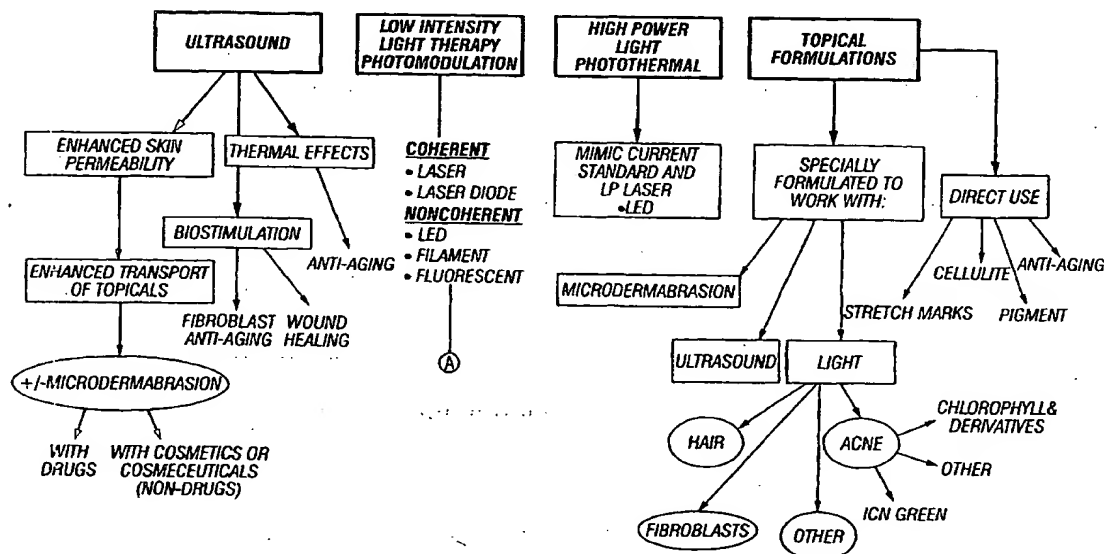 ULTRASOUND
ENHANCED SKIN
PERMEABILITY
THERMAL EFFECTS
BIOSTIMULATION
ANTI-AGING
ENHANCED TRANSPORT
OF TOPICALS
FIBROBLAST
ANTI-AGING
WOUND
HEALING
+/-MICRODERMABRASION
WITH
DRUGS
WITH COSMETICS OR
COSMECEUTICALS
(NON-DRUGS)
LOW INTENSITY
LIGHT THERAPY
PHOTOMODULATION
COHERENT
• LASER
• LASER DIODE
NONCOHERENT
• LED
• FILAMENT
• FLUORESCENT
A
HIGH POWER
LIGHT
PHOTOTHERMAL
MIMIC CURRENT
STANDARD AND
LP LASER
•LED
TOPICAL
FORMULATIONS
SPECIALLY
FORMULATED TO
WORK WITH:
DIRECT USE
MICRODERMABRASION
STRETCH MARKS
CELLULITE
PIGMENT
ANTI-AGING
ULTRASOUND
LIGHT
HAIR
FIBROBLASTS
OTHER
ACNE
CHLOROPHYLL&
DERIVATIVES
OTHER
ICN GREEN